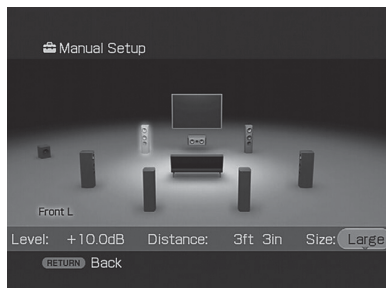 Manual Setup
Front L
Level: +10.0dB Distance: 3ft 3in Size: Large
RETURN Back